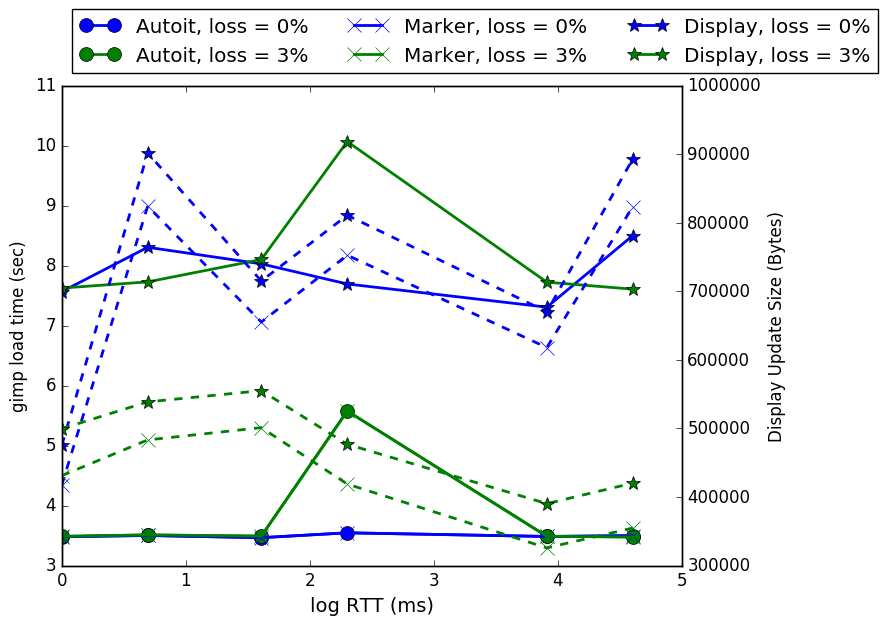 Autoit, loss = 0% Marker, loss = 0% Display, loss = 0%
Autoit, loss = 3% Marker, loss = 3% Display, loss = 3%
11
10
9
8
7
6
5
4
3
gimp load time (sec)
1000000
900000
800000
700000
600000
500000
400000
300000
Display Update Size (Bytes)
0 1 2 3 4 5
log RTT (ms)